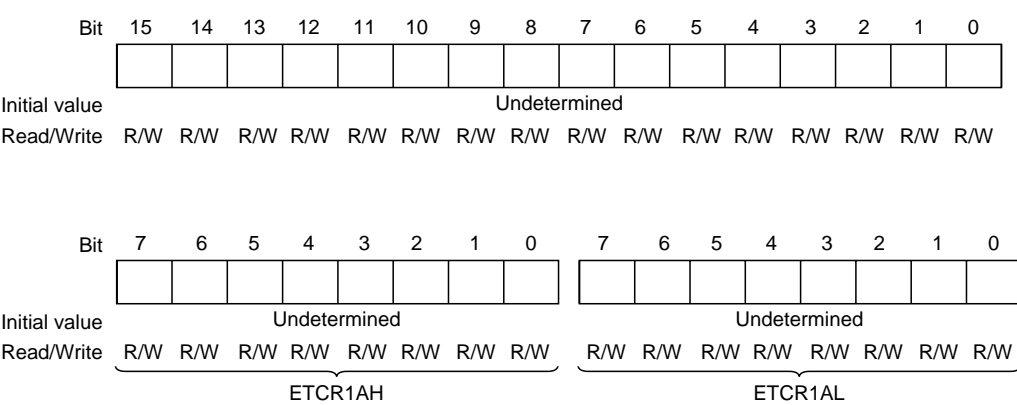 Bit 15 14 13 12 11 10 9 8 7 6 5 4 3 2 1 0
Initial value Undetermined
Read/Write R/W R/W R/W R/W R/W R/W R/W R/W R/W R/W R/W R/W R/W R/W R/W R/W
Bit 7 6 5 4 3 2 1 0 7 6 5 4 3 2 1 0
Initial value Undetermined Undetermined
Read/Write R/W R/W R/W R/W R/W R/W R/W R/W R/W R/W R/W R/W R/W R/W R/W R/W
ETCR1AH ETCR1AL